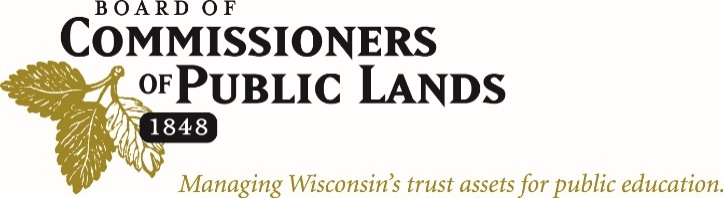 BOARD OF
COMMISSIONERS
OF PUBLIC LANDS
1848
Managing Wisconsin's trust assets for public education.